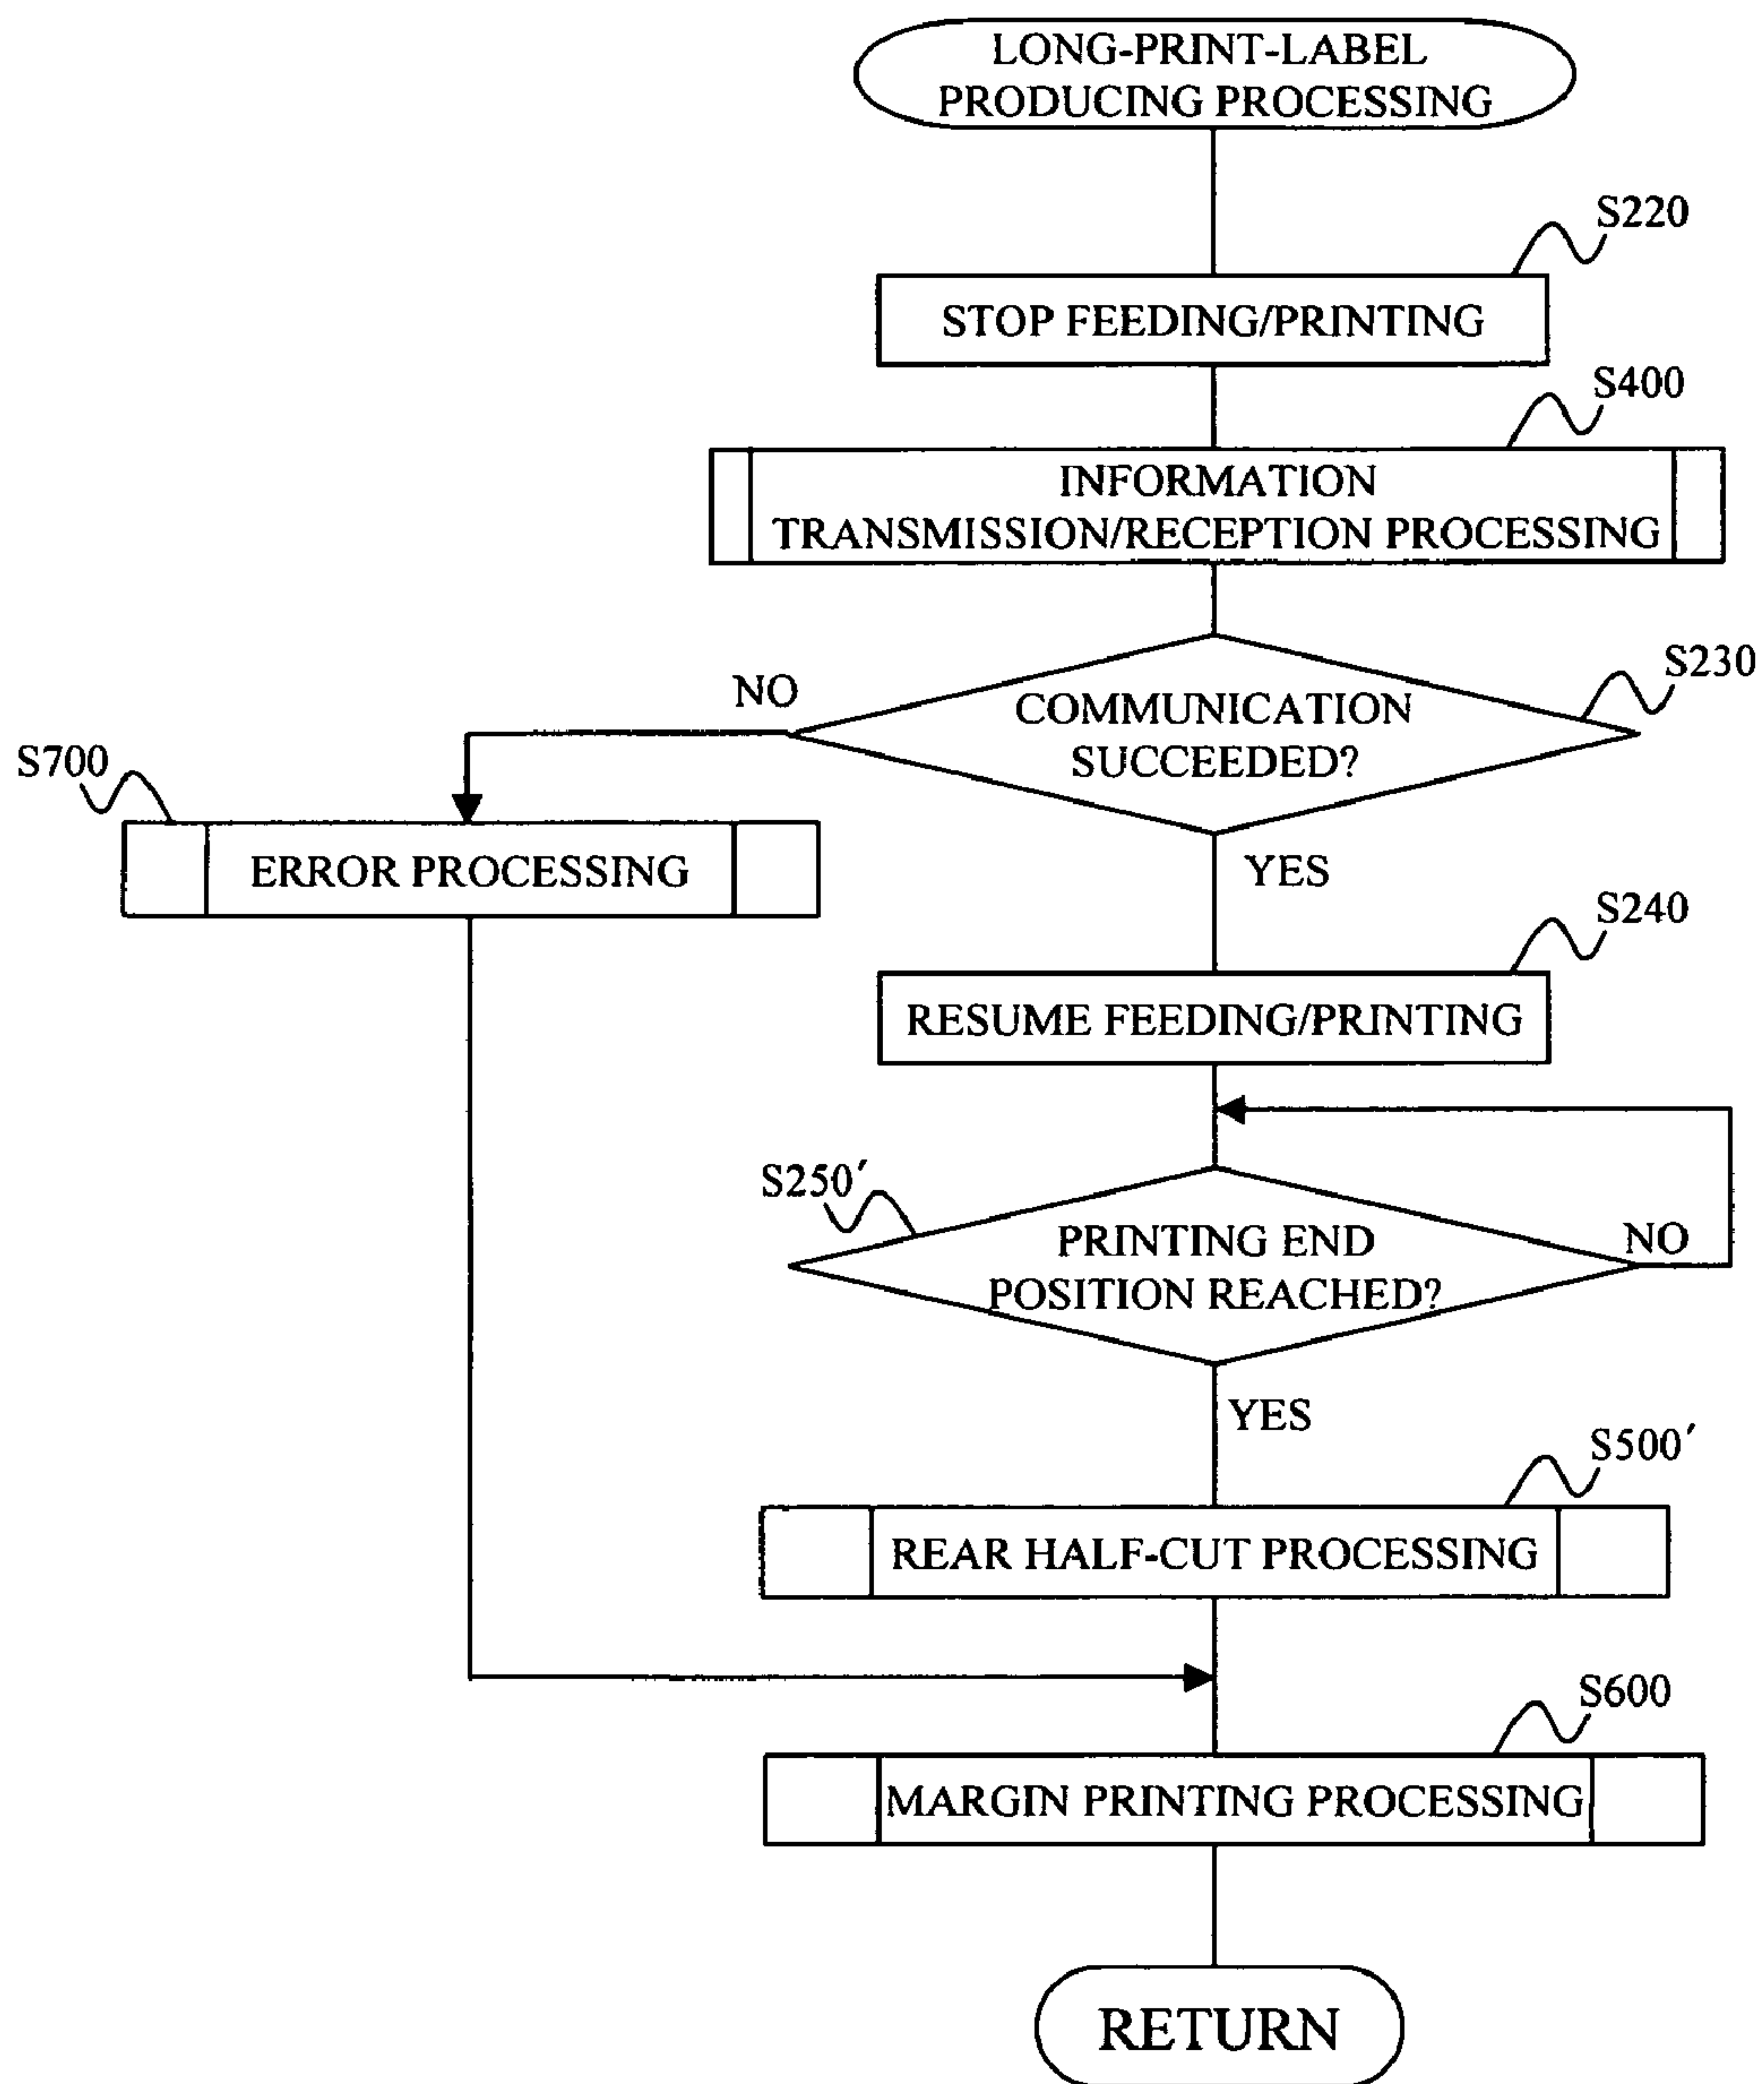 LONG-PRINT-LABEL
PRODUCING PROCESSING
S220
STOP FEEDING/PRINTING
S400
INFORMATION
TRANSMISSION/RECEPTION PROCESSING
S230
NO
COMMUNICATION
SUCCEEDED?
S700
ERROR PROCESSING
YES
S240
RESUME FEEDING/PRINTING
S250′
PRINTING END
POSITION REACHED?
NO
YES
S500′
REAR HALF-CUT PROCESSING
S600
MARGIN PRINTING PROCESSING
RETURN